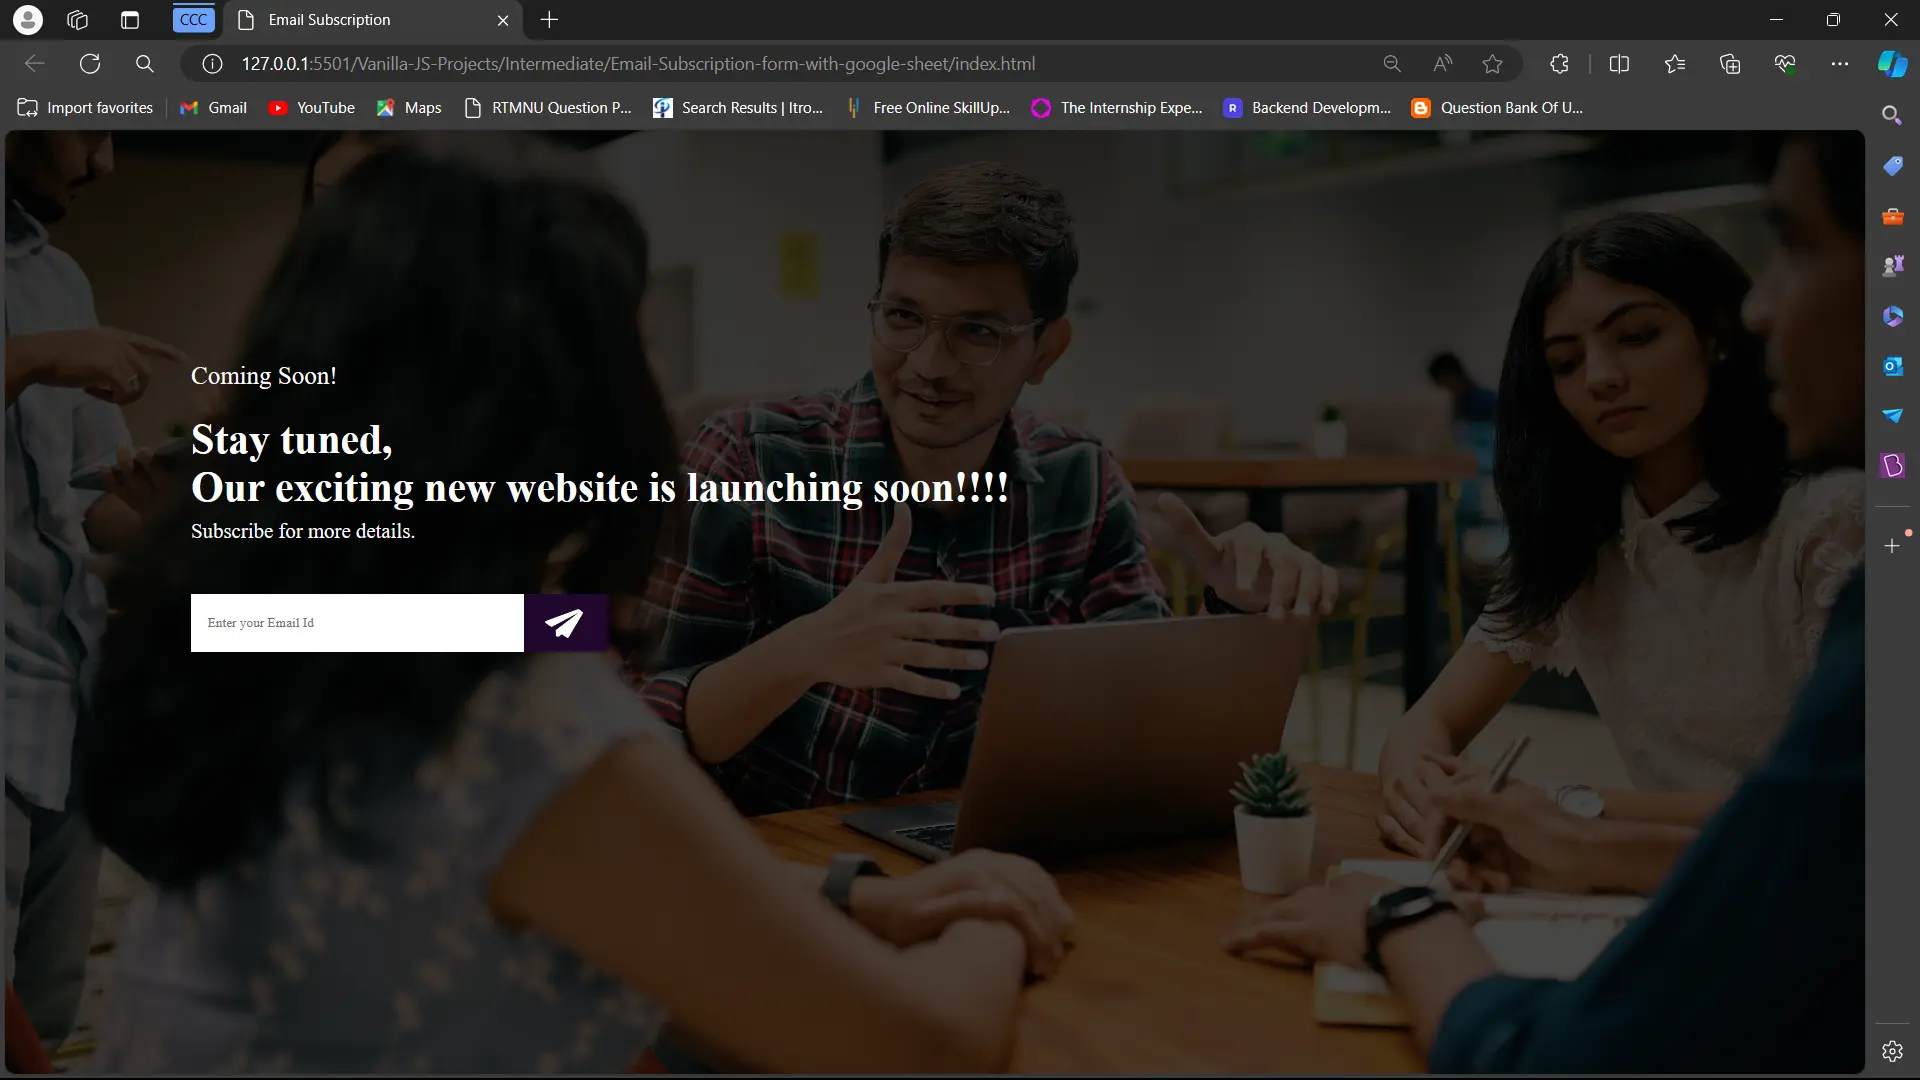 CCC
Email Subscription
127.0.0.1:5501/Vanilla-JS-Projects/Intermediate/Email-Subscription-form-with-google-sheet/index.html
Import favorites
Gmail
YouTube
Maps
RTMNU Question P...
Search Results | Itro...
Free Online SkillUp...
The Internship Expe...
R
Backend Developm...
Question Bank Of U...
Coming Soon!
Stay tuned,
Our exciting new website is launching soon!!!!
Subscribe for more details.
Enter your Email Id